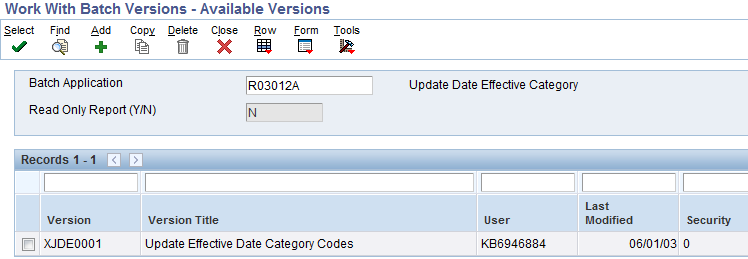 Work With Batch Versions - Available Versions
Select Find Add Copy Delete Close Row Form Tools
Batch Application R03012A Update Date Effective Category
Read Only Report (Y/N) N
Records 1 - 1
Version Version Title User Last Modified Security
XJDE0001 Update Effective Date Category Codes KB6946884 06/01/03 0